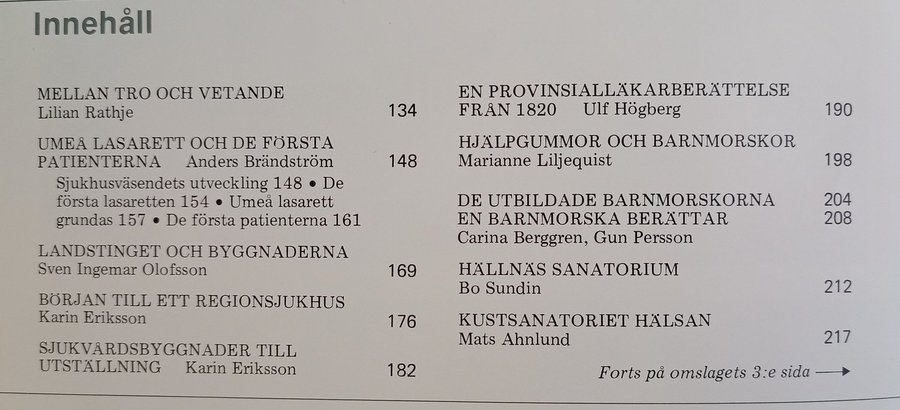 Innehåll
MELLAN TRO OCH VETANDE
Lilian Rathje 134
UMEÅ LASARETT OCH DE FÖRSTA
PATIENTERNA Anders Brändström 148
Sjukhusväsendets utveckling 148 • De
första lasaretten 154 • Umeå lasarett
grundas 157 • De första patienterna 161
LANDSTINGET OCH BYGGNADERNA
Sven Ingemar Olofsson 169
BÖRJAN TILL ETT REGIONSJUKHUS
Karin Eriksson 176
SJUKVÅRDSBYGGNADER TILL
UTSTÄLLNING Karin Eriksson 182
EN PROVINSIALLÄKARBERÄTTELSE
FRÅN 1820 Ulf Högberg 190
HJÄLPGUMMOR OCH BARNMORSKOR
Marianne Liljequist 198
DE UTBILDADE BARNMORSKORNA 204
EN BARNMORSKA BERÄTTAR 208
Carina Berggren, Gun Persson
HÄLLNÄS SANATORIUM
Bo Sundin 212
KUSTSANATORIET HÄLSAN
Mats Ahnlund 217
Forts på omslagets 3:e sida →